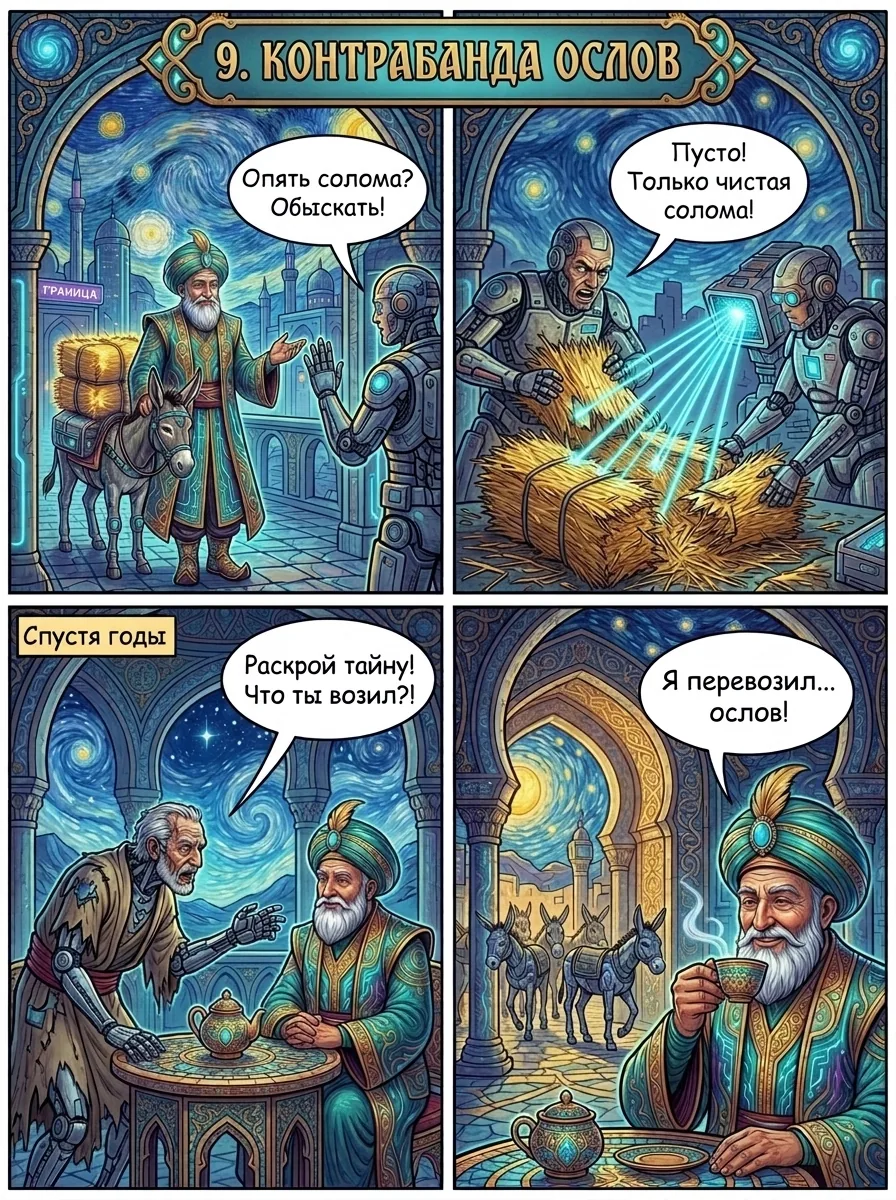 9. КОНТРАБАНДА ОСЛОВ
Опять солома?
Обыскать!
ГРАИИЦА
Пусто!
Только чистая
солома!
Спустя годы
Раскрой тайну!
Что ты возил?!
Я перевозил...
ослов!